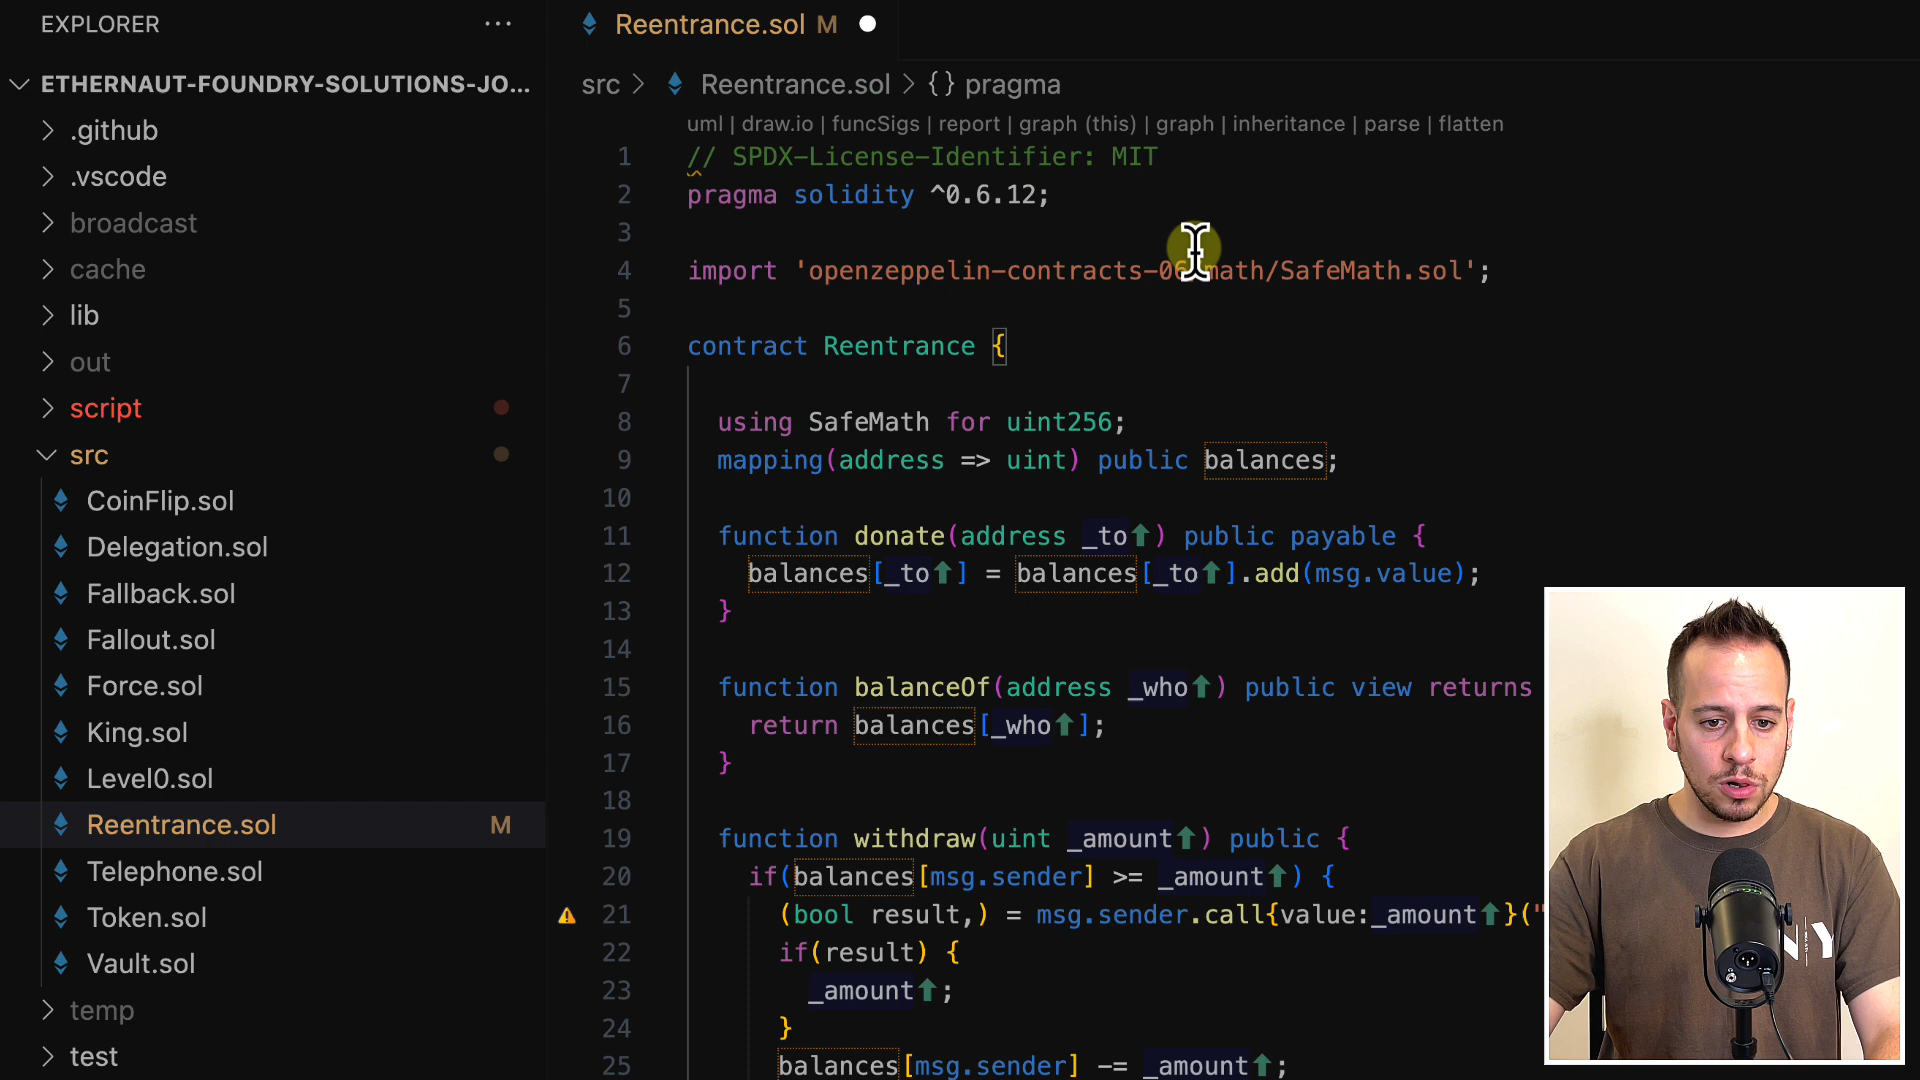 EXPLORER
ETHERNAUT-FOUNDRY-SOLUTIONS-JO...
.github
.vscode
broadcast
cache
lib
out
script
src
CoinFlip.sol
Delegation.sol
Fallback.sol
Fallout.sol
Force.sol
King.sol
Level0.sol
Reentrance.sol M
Telephone.sol
Token.sol
Vault.sol
temp
test
Reentrance.sol M
src > Reentrance.sol > {} pragma
uml | draw.io | funcSigs | report | graph (this) | graph | inheritance | parse | flatten
1 // SPDX-License-Identifier: MIT
2 pragma solidity ^0.6.12;
3
4 import 'openzeppelin-contracts-06/math/SafeMath.sol';
5
6 contract Reentrance {
7
8 using SafeMath for uint256;
9 mapping(address => uint) public balances;
10
11 function donate(address _to⬆) public payable {
12 balances[_to⬆] = balances[_to⬆].add(msg.value);
13 }
14
15 function balanceOf(address _who⬆) public view returns
16 return balances[_who⬆];
17 }
18
19 function withdraw(uint _amount⬆) public {
20 if(balances[msg.sender] >= _amount⬆) {
21 (bool result,) = msg.sender.call{value:_amount⬆}("
22 if(result) {
23 _amount⬆;
24 }
25 balances[msg.sender] -= _amount⬆;
NY